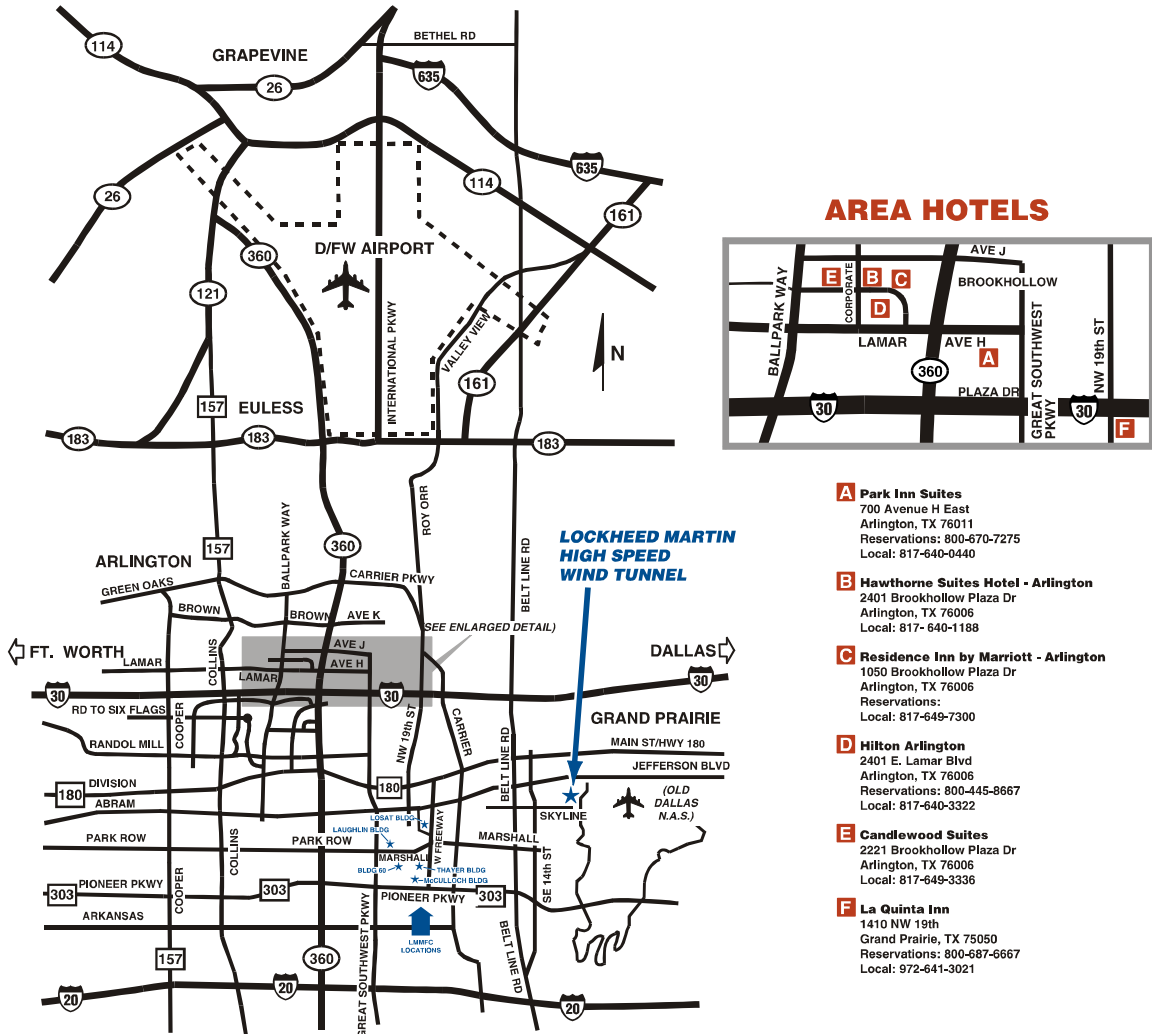 BETHEL RD
114
GRAPEVINE
635
26
635
114
26
161
D/FW AIRPORT
360
121
INTERNATIONAL PKWY
VALLEY VIEW
N
161
157
EULESS
183
183
183
ROY ORR
BELT LINE RD
BALLPARK WAY
360
157
ARLINGTON
LOCKHEED MARTIN
HIGH SPEED
WIND TUNNEL
GREEN OAKS
CARRIER PKWY
BROWN
BROWN
AVE K
(SEE ENLARGED DETAIL)
COLLINS
AVE J
FT. WORTH
DALLAS
LAMAR
LAMAR
AVE H
30
30
30
RD TO SIX FLAGS
COOPER
NW 19th ST
CARRIER
GRAND PRAIRIE
RANDOL MILL
BELT LINE RD
MAIN ST/HWY 180
JEFFERSON BLVD
DIVISION
180
180
(OLD
DALLAS
N.A.S.)
ABRAM
SKYLINE
LOSAT BLDG
LAUGHLIN BLDG
W FREEWAY
PARK ROW
PARK ROW
MARSHALL
MARSHALL
COLLINS
BLDG 60
THAYER BLDG
McCULLOCH BLDG
SE 14th ST
PIONEER PKWY
303
303
303
COOPER
PIONEER PKWY
ARKANSAS
LMMFC
LOCATIONS
GREAT SOUTHWEST PKWY
BELT LINE RD
157
360
20
20
20
AREA HOTELS
AVE J
BALLPARK WAY
E
CORPORATE
B
C
BROOKHOLLOW
D
LAMAR
AVE H
A
360
PLAZA DR
GREAT SOUTHWEST
PKWY
NW 19th ST
30
30
F
A Park Inn Suites
700 Avenue H East
Arlington, TX 76011
Reservations: 800-670-7275
Local: 817-640-0440
B Hawthorne Suites Hotel - Arlington
2401 Brookhollow Plaza Dr
Arlington, TX 76006
Local: 817- 640-1188
C Residence Inn by Marriott - Arlington
1050 Brookhollow Plaza Dr
Arlington, TX 76006
Reservations:
Local: 817-649-7300
D Hilton Arlington
2401 E. Lamar Blvd
Arlington, TX 76006
Reservations: 800-445-8667
Local: 817-640-3322
E Candlewood Suites
2221 Brookhollow Plaza Dr
Arlington, TX 76006
Local: 817-649-3336
F La Quinta Inn
1410 NW 19th
Grand Prairie, TX 75050
Reservations: 800-687-6667
Local: 972-641-3021